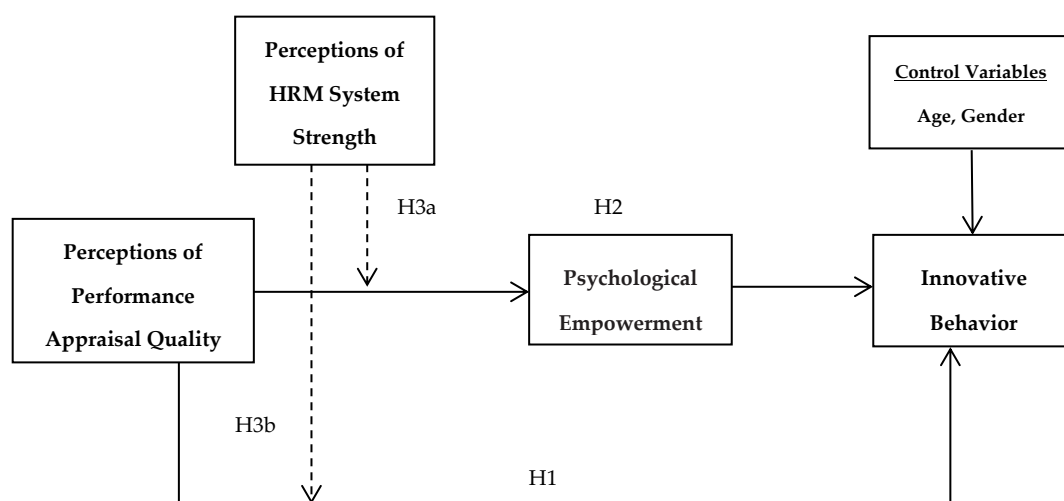 Perceptions of
HRM System
Strength
Control Variables
Age, Gender
H3a
H2
Perceptions of
Performance
Appraisal Quality
Psychological
Empowerment
Innovative
Behavior
H3b
H1